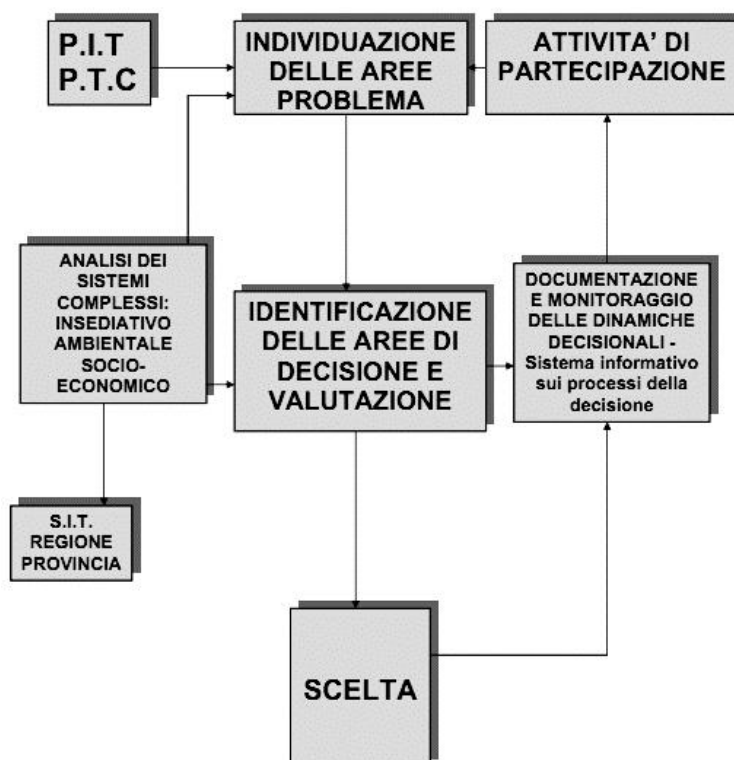 P.I.T
P.T.C
INDIVIDUAZIONE
DELLE AREE
PROBLEMA
ATTIVITA’ DI
PARTECIPAZIONE
ANALISI DEI
SISTEMI
COMPLESSI:
INSEDIATIVO
AMBIENTALE
SOCIO-
ECONOMICO
IDENTIFICAZIONE
DELLE AREE DI
DECISIONE E
VALUTAZIONE
DOCUMENTAZIONE
E MONITORAGGIO
DELLE DINAMICHE
DECISIONALI -
Sistema informativo
sui processi della
decisione
S.I.T.
REGIONE
PROVINCIA
SCELTA